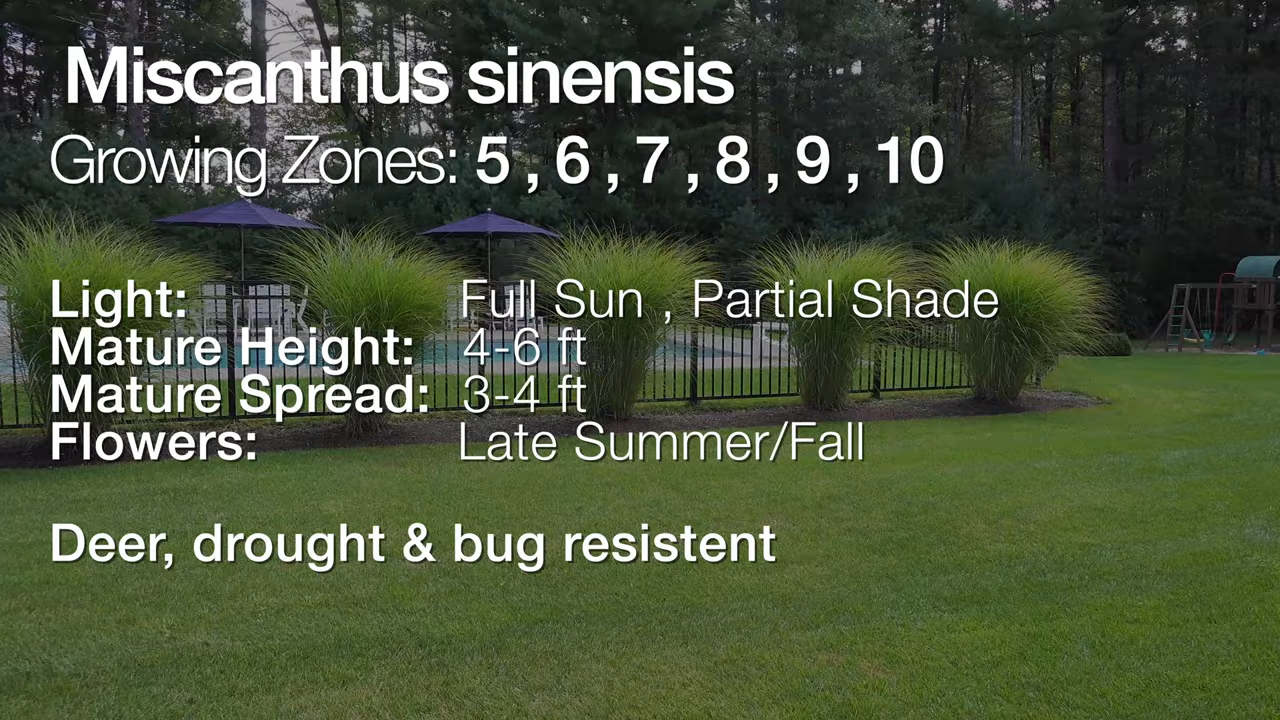 Miscanthus sinensis
Growing Zones: 5 , 6 , 7 , 8 , 9 , 10
Light: Full Sun , Partial Shade
Mature Height: 4-6 ft
Mature Spread: 3-4 ft
Flowers: Late Summer/Fall
Deer, drought & bug resistent